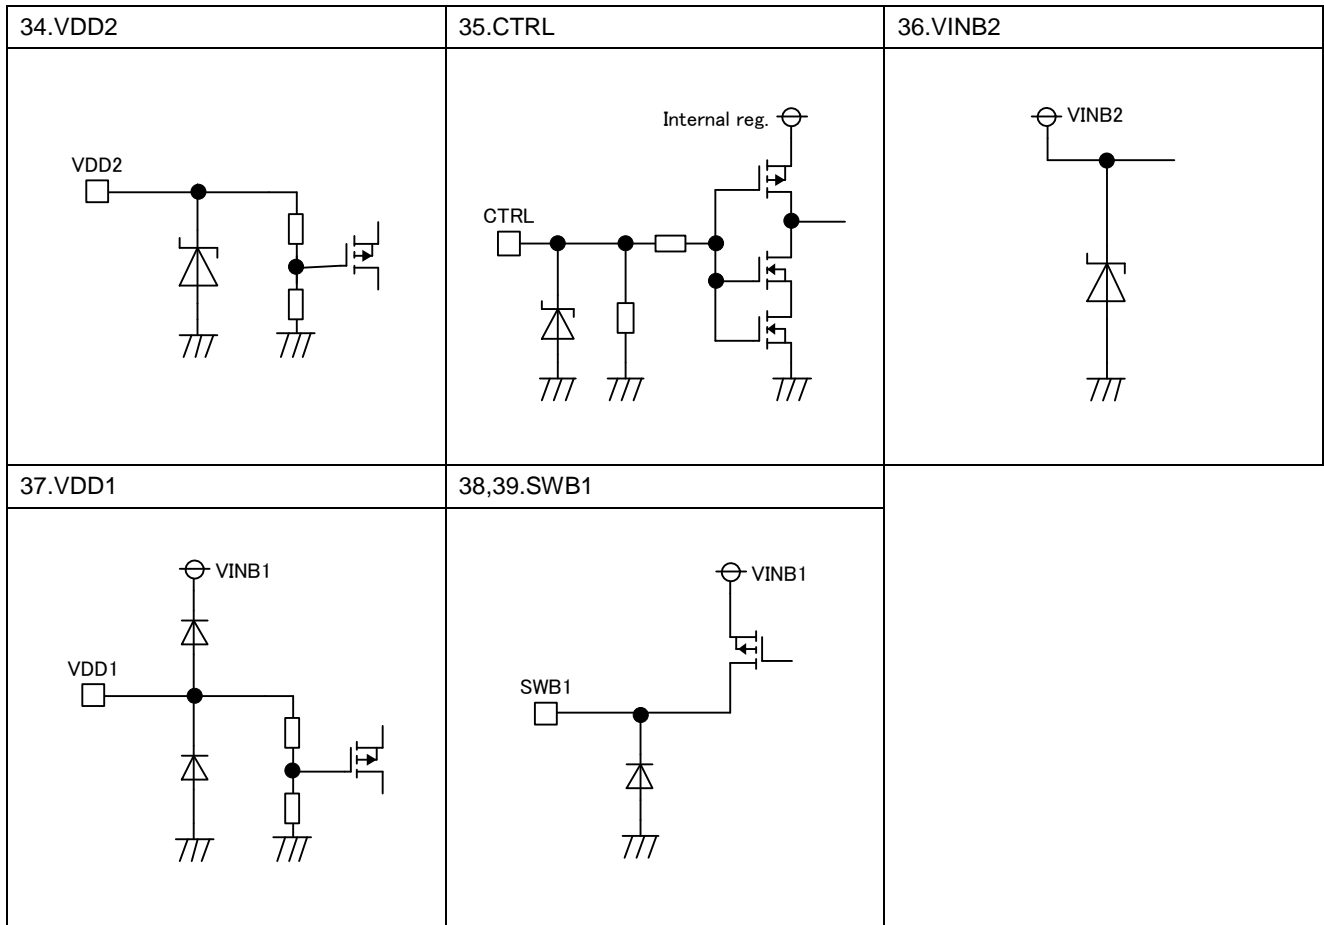 34.VDD2
35.CTRL
36.VINB2
VDD2
Internal reg.
CTRL
VINB2
37.VDD1
38,39.SWB1
VINB1
VDD1
VINB1
SWB1